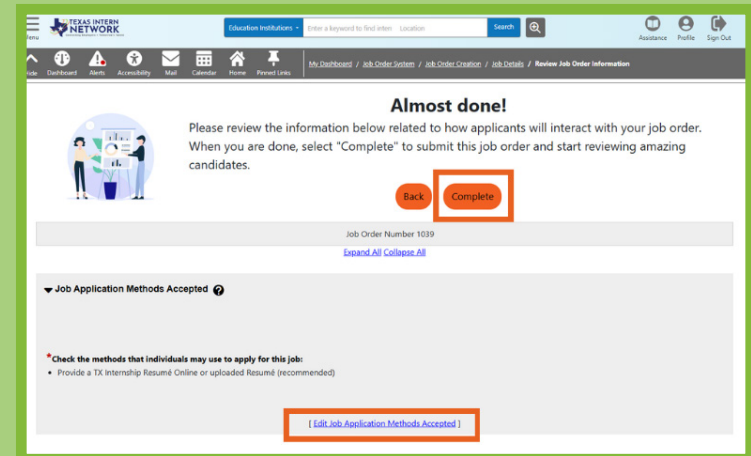 TEXAS INTERN
NETWORK
Education Institutions
Enter a keyword to find intern
Location
Search
Assistance
Profile
Sign Out
Dashboard
Alerts
Accessibility
Mail
Calendar
Home
Pinned Links
My Dashboard / Job Order System / Job Order Creation / Job Details / Review Job Order Information
Almost done!
Please review the information below related to how applicants will interact with your job order.
When you are done, select "Complete" to submit this job order and start reviewing amazing
candidates.
Back
Complete
Job Order Number 1039
Expand All Collapse All
Job Application Methods Accepted ?
*Check the methods that individuals may use to apply for this job:
• Provide a TX Internship Resumé Online or uploaded Resumé (recommended)
[ Edit Job Application Methods Accepted ]